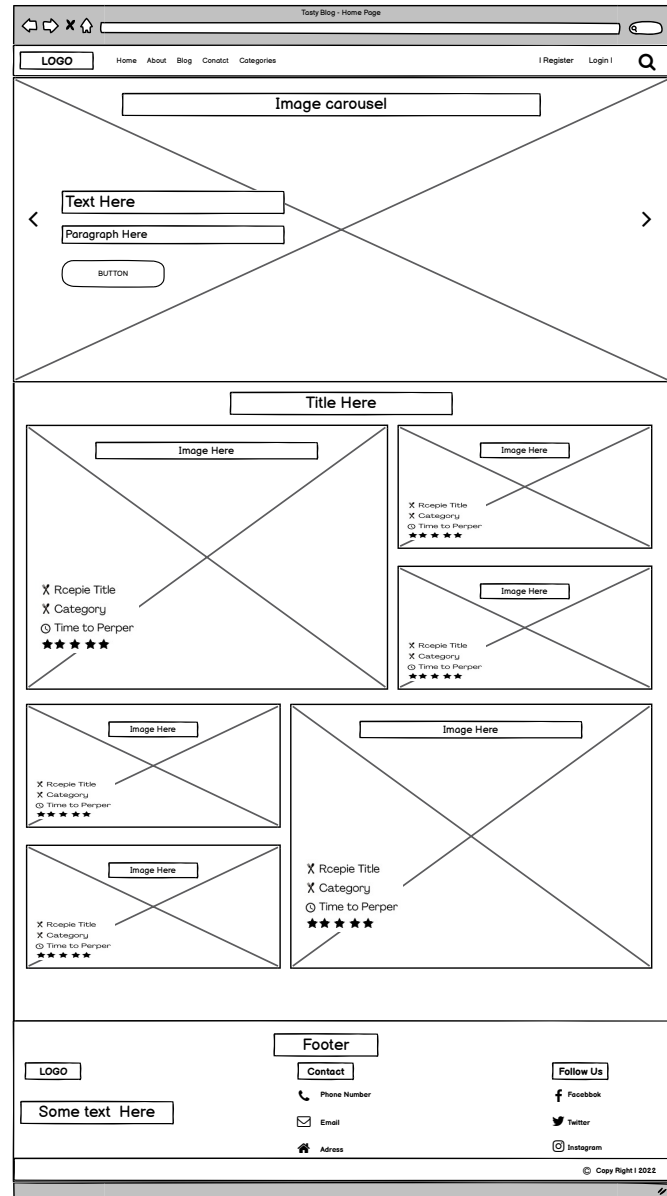 Tasty Blog - Home Page
LOGO Home About Blog Conatct Categories I Register Login I
Image carousel
Text Here
Paragraph Here
BUTTON
Title Here
Image Here
Rcepie Title
Category
Time to Perper
Image Here
Rcepie Title
Category
Time to Perper
Image Here
Rcepie Title
Category
Time to Perper
Image Here
Rcepie Title
Category
Time to Perper
Image Here
Rcepie Title
Category
Time to Perper
Image Here
Rcepie Title
Category
Time to Perper
Footer
LOGO
Some text Here
Contact
Phone Number
Email
Adress
Follow Us
Facebbok
Twitter
Instagram
© Copy Right I 2022